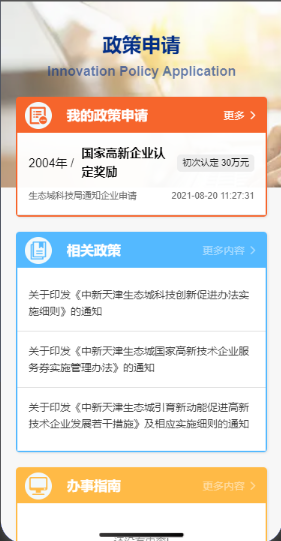 政策申请
Innovation Policy Application
我的政策申请 更多
2004年 / 国家高新企业认
定奖励 初次认定 30万元
生态城科技局通知企业申请 2021-08-20 11:27:31
相关政策 更多内容
关于印发《中新天津生态城科技创新促进办法实
施细则》的通知
关于印发《中新天津生态城国家高新技术企业服
务券实施管理办法》的通知
关于印发《中新天津生态城引育新动能促进高新
技术企业发展若干措施》及相应实施细则的通知
办事指南 更多内容